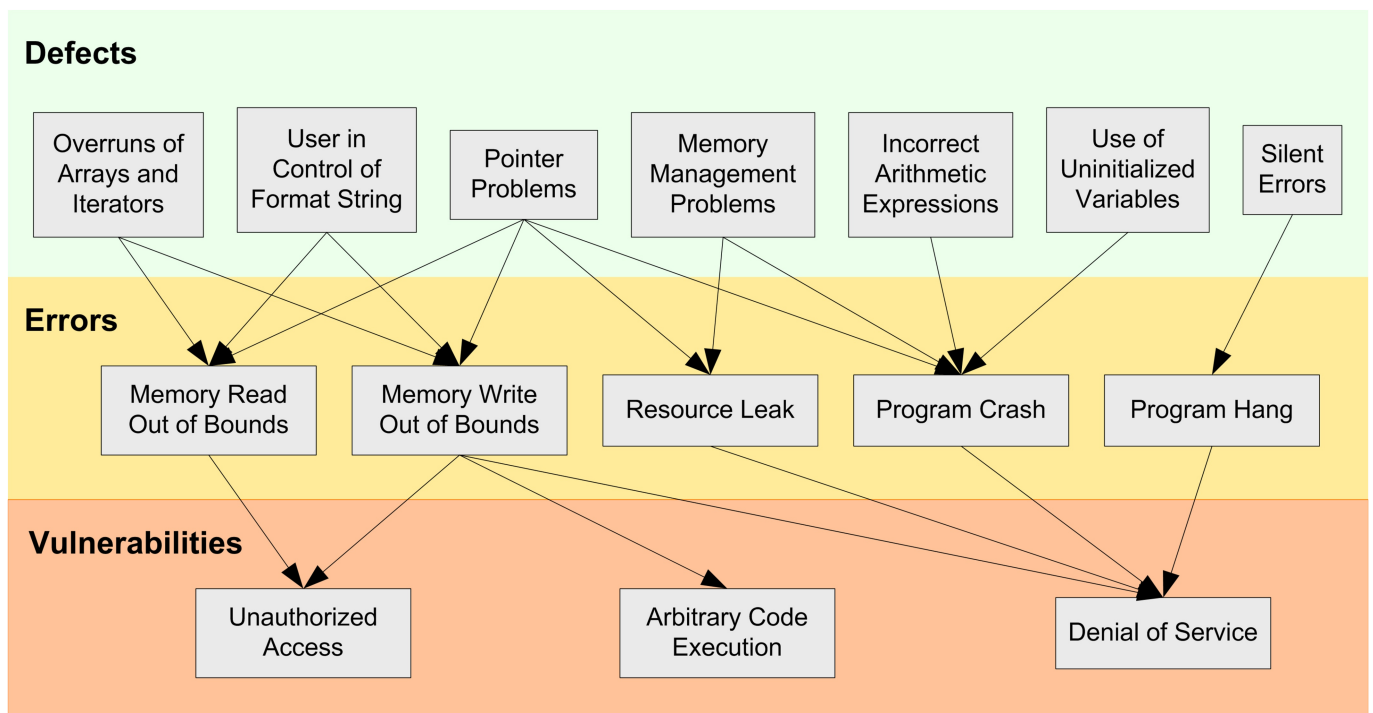 Defects
Overruns of
Arrays and
Iterators
User in
Control of
Format String
Pointer
Problems
Memory
Management
Problems
Incorrect
Arithmetic
Expressions
Use of
Uninitialized
Variables
Silent
Errors
Errors
Memory Read
Out of Bounds
Memory Write
Out of Bounds
Resource Leak
Program Crash
Program Hang
Vulnerabilities
Unauthorized
Access
Arbitrary Code
Execution
Denial of Service